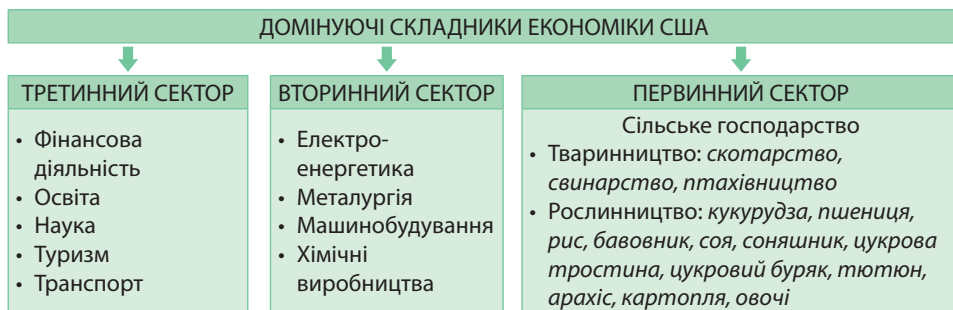 ДОМІНУЮЧІ СКЛАДНИКИ ЕКОНОМІКИ США
ТРЕТИННИЙ СЕКТОР
• Фінансова
діяльність
• Освіта
• Наука
• Туризм
• Транспорт
ВТОРИННИЙ СЕКТОР
• Електро-
енергетика
• Металургія
• Машинобудування
• Хімічні
виробництва
ПЕРВИННИЙ СЕКТОР
Сільське господарство
• Тваринництво: скотарство,
свинарство, птахівництво
• Рослинництво: кукурудза, пшениця,
рис, бавовник, соя, соняшник, цукрова
тростина, цукровий буряк, тютюн,
арахіс, картопля, овочі